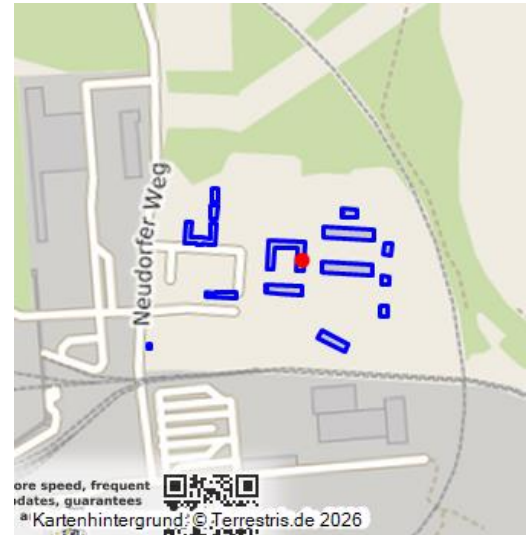 Neudorfer Weg
ore speed, frequent
dates, guarantees
Kartenhintergrund: © Terrestris.de 2026